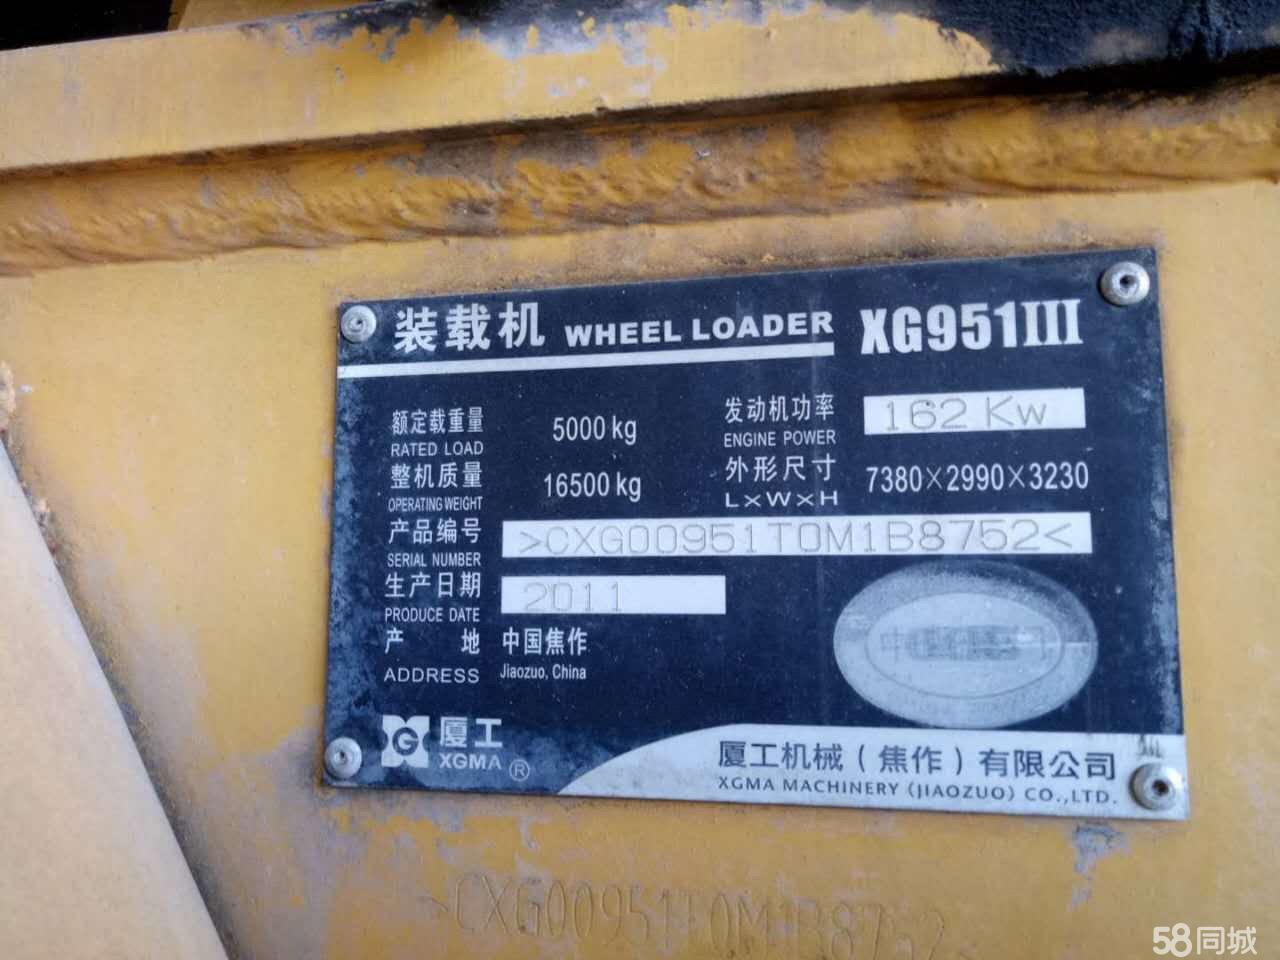 装载机 WHEEL LOADER XG951III
额定载重量 5000 kg 发动机功率 162 Kw
RATED LOAD ENGINE POWER
整机质量 16500 kg 外形尺寸 7380×2990×3230
OPERATING WEIGHT L×W×H
产品编号 >CXG00951T0M1B8752<
SERIAL NUMBER
生产日期 2011
PRODUCE DATE
产 地 中国焦作
ADDRESS Jiaozuo, China
厦工
XGMA ®
厦工机械（焦作）有限公司
XGMA MACHINERY (JIAOZUO) CO.,LTD.
>CXG00951T0M1B8752
58同城